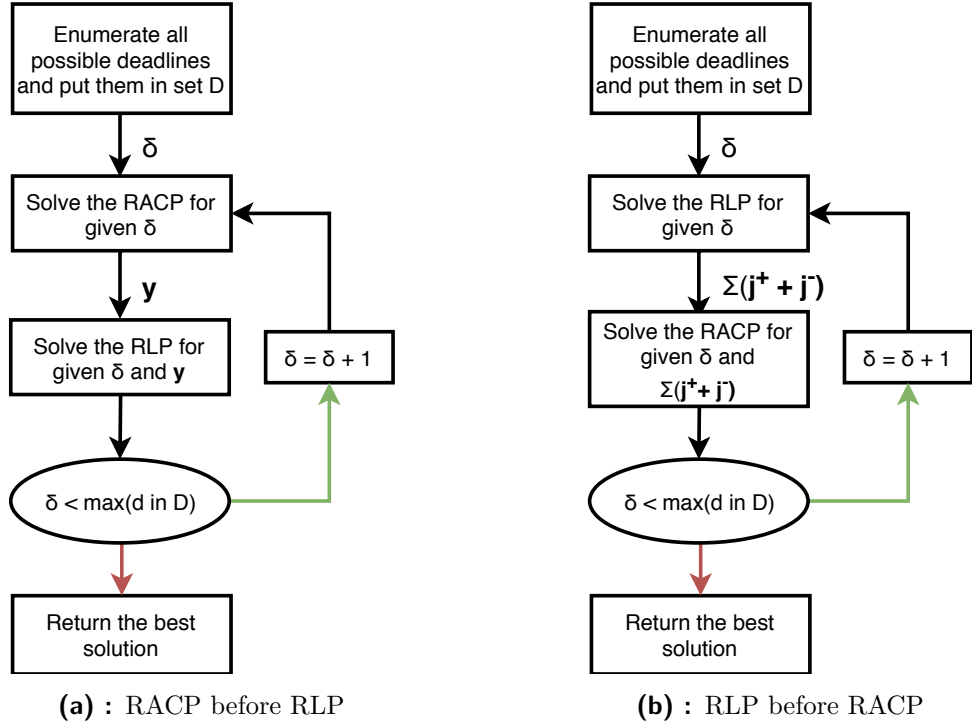 Enumerate all
possible deadlines
and put them in set D
δ
Solve the RACP for
given δ
y
Solve the RLP for
given δ and y
δ = δ + 1
δ < max(d in D)
Return the best
solution
(a) : RACP before RLP
Enumerate all
possible deadlines
and put them in set D
δ
Solve the RLP for
given δ
Σ(j⁺ + j⁻)
Solve the RACP for
given δ and
Σ(j⁺+ j⁻)
δ = δ + 1
δ < max(d in D)
Return the best
solution
(b) : RLP before RACP